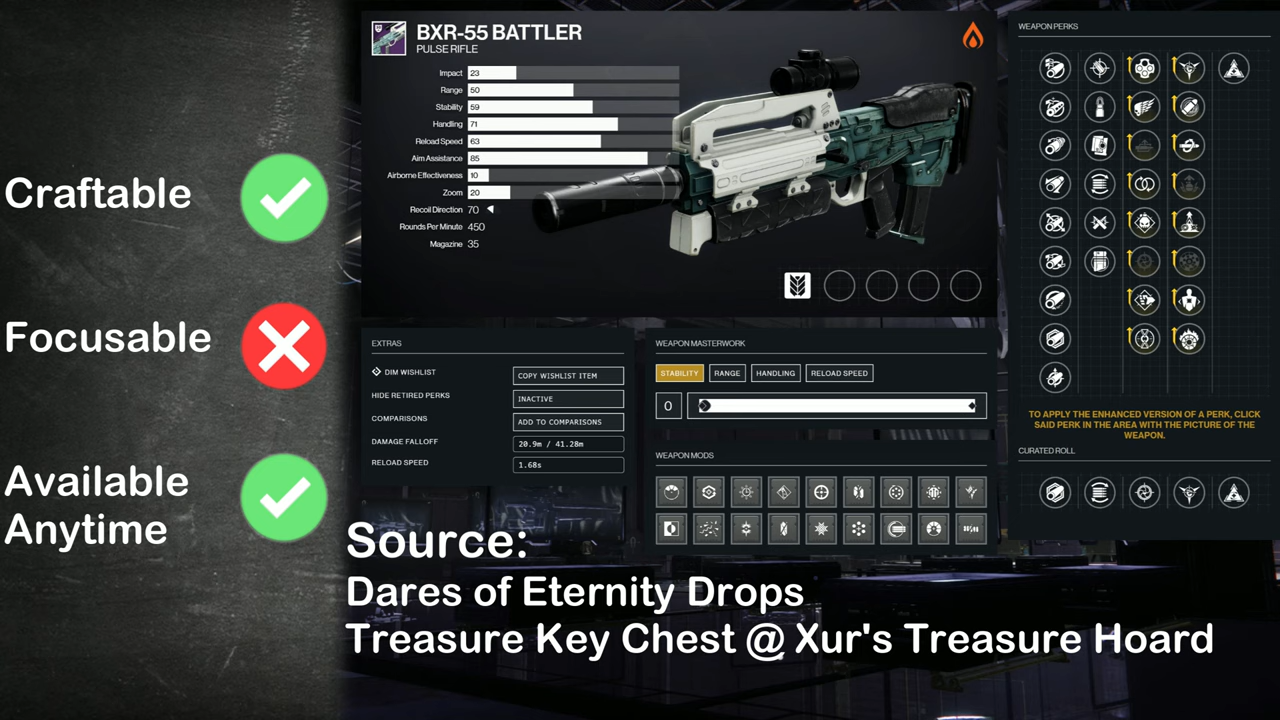 Craftable
Focusable
Available
Anytime
BXR-55 BATTLER
PULSE RIFLE
Impact 23
Range 50
Stability 59
Handling 71
Reload Speed 63
Aim Assistance 85
Airborne Effectiveness 10
Zoom 20
Recoil Direction 70
Rounds Per Minute 450
Magazine 35
EXTRAS
DIM WISHLIST COPY WISHLIST ITEM
HIDE RETIRED PERKS INACTIVE
COMPARISONS ADD TO COMPARISONS
DAMAGE FALLOFF 20.9m / 41.28m
RELOAD SPEED 1.68s
WEAPON MASTERWORK
STABILITY RANGE HANDLING RELOAD SPEED
0
WEAPON MODS
WEAPON PERKS
TO APPLY THE ENHANCED VERSION OF A PERK, CLICK
SAID PERK IN THE AREA WITH THE PICTURE OF THE
WEAPON.
CURATED ROLL
Source:
Dares of Eternity Drops
Treasure Key Chest @ Xur's Treasure Hoard